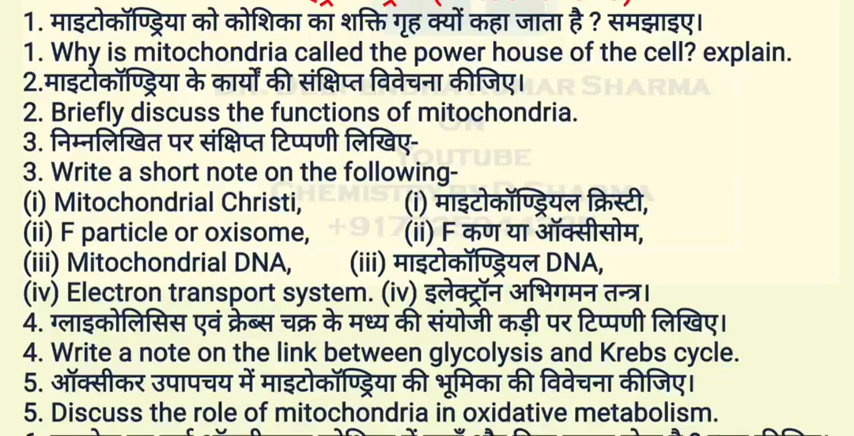 1. माइटोकॉण्ड्रिया को कोशिका का शक्ति गृह क्यों कहा जाता है ? समझाइए।
1. Why is mitochondria called the power house of the cell? explain.
2.माइटोकॉण्ड्रिया के कार्यों की संक्षिप्त विवेचना कीजिए।
2. Briefly discuss the functions of mitochondria.
3. निम्नलिखित पर संक्षिप्त टिप्पणी लिखिए-
3. Write a short note on the following-
(i) Mitochondrial Christi, (i) माइटोकॉण्ड्रियल क्रिस्टी,
(ii) F particle or oxisome, (ii) F कण या ऑक्सीसोम,
(iii) Mitochondrial DNA, (iii) माइटोकॉण्ड्रियल DNA,
(iv) Electron transport system. (iv) इलेक्ट्रॉन अभिगमन तन्त्र।
4. ग्लाइकोलिसिस एवं क्रेब्स चक्र के मध्य की संयोजी कड़ी पर टिप्पणी लिखिए।
4. Write a note on the link between glycolysis and Krebs cycle.
5. ऑक्सीकर उपापचय में माइटोकॉण्ड्रिया की भूमिका की विवेचना कीजिए।
5. Discuss the role of mitochondria in oxidative metabolism.